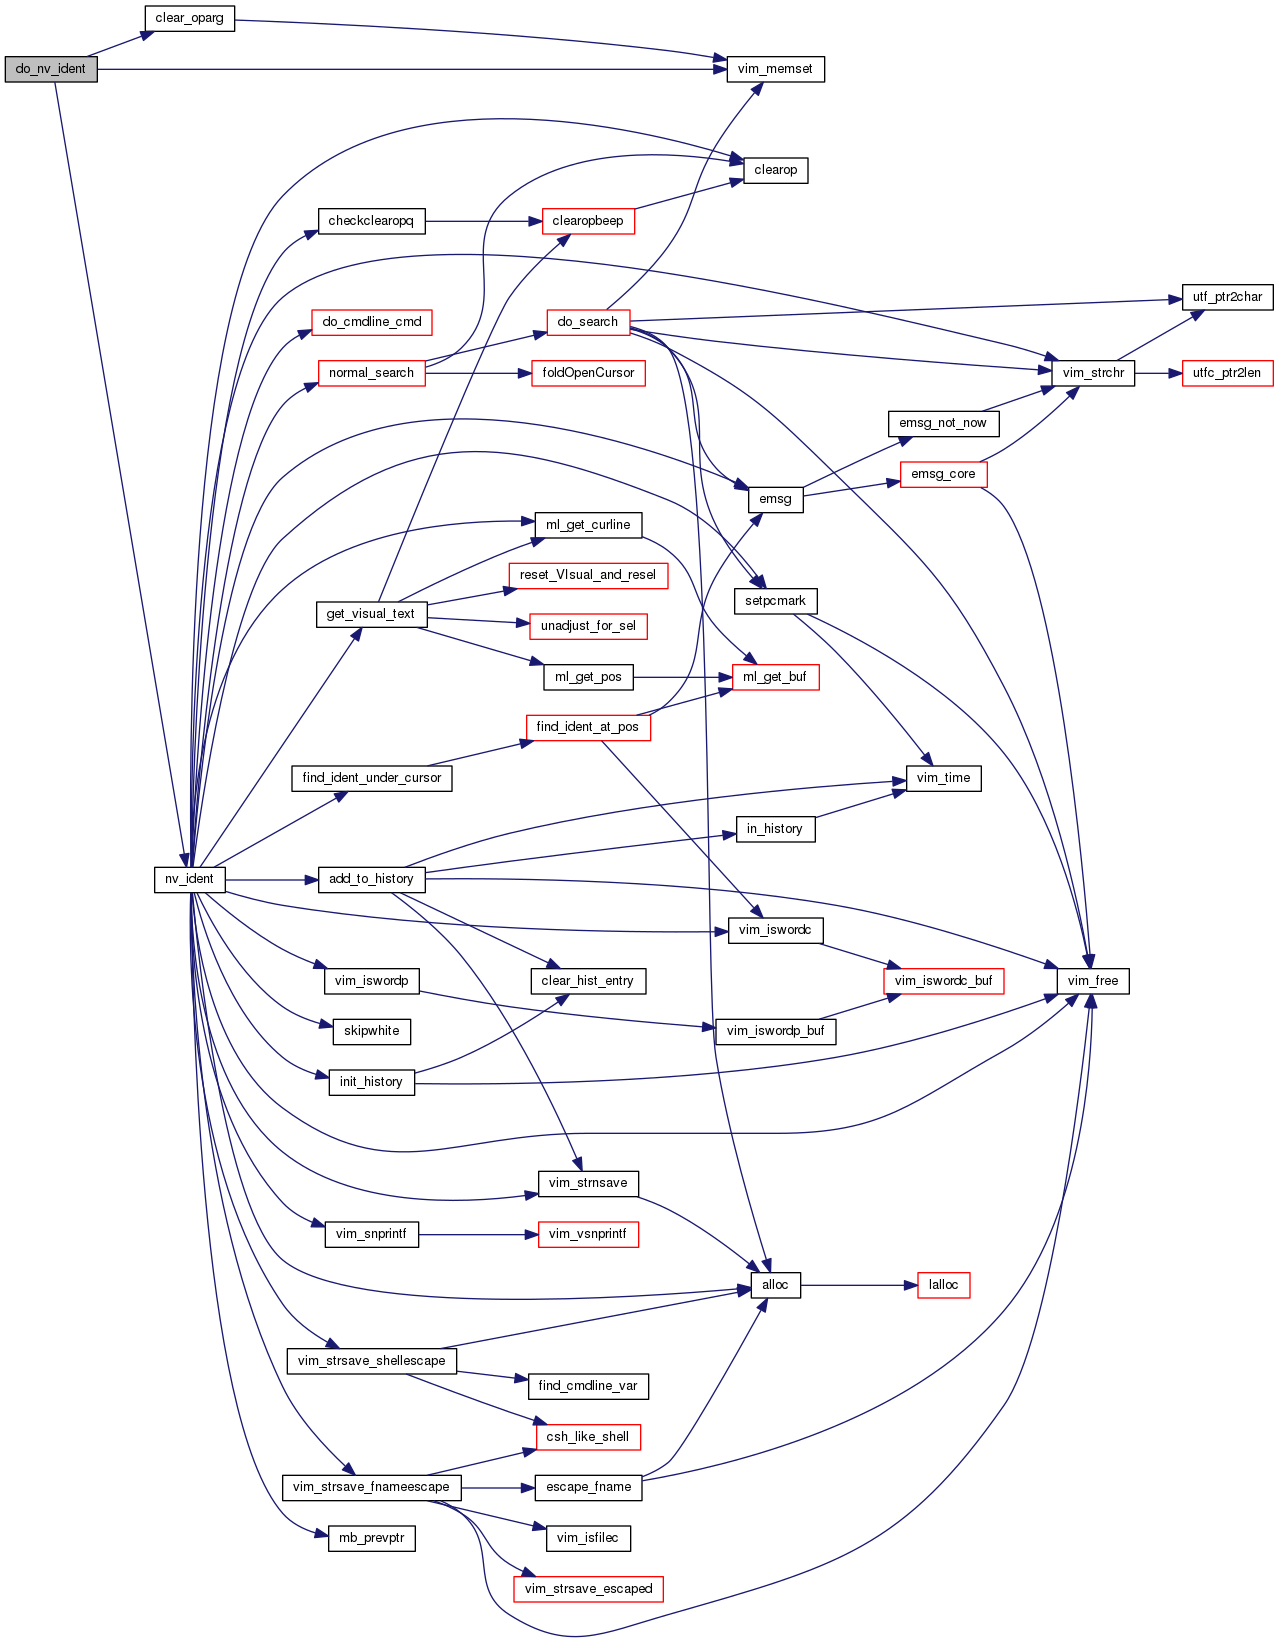 clear_oparg
do_nv_ident
vim_memset
clearop
checkclearopq
clearopbeep
utf_ptr2char
do_cmdline_cmd
do_search
normal_search
foldOpenCursor
vim_strchr
utfc_ptr2len
emsg_not_now
emsg_core
emsg
ml_get_curline
reset_VIsual_and_resel
setpcmark
get_visual_text
unadjust_for_sel
ml_get_pos
ml_get_buf
find_ident_at_pos
find_ident_under_cursor
vim_time
in_history
nv_ident
add_to_history
vim_iswordc
vim_iswordp
clear_hist_entry
vim_iswordc_buf
vim_free
skipwhite
vim_iswordp_buf
init_history
vim_strnsave
vim_snprintf
vim_vsnprintf
alloc
lalloc
vim_strsave_shellescape
find_cmdline_var
csh_like_shell
vim_strsave_fnameescape
escape_fname
mb_prevptr
vim_isfilec
vim_strsave_escaped